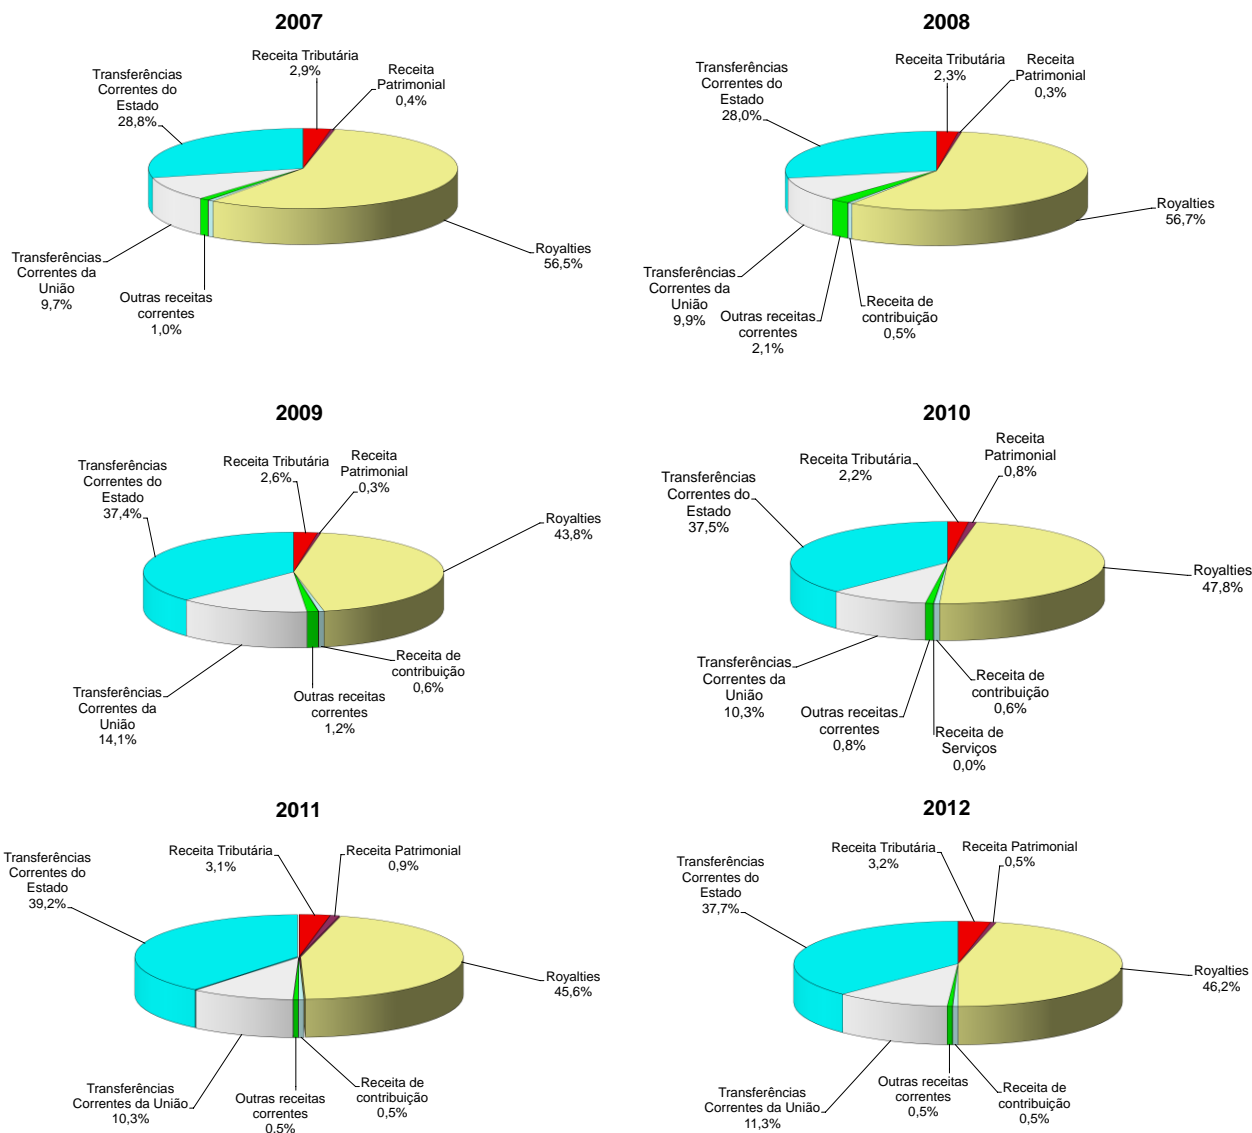 2007
Receita Tributária
2,9%
Receita
Patrimonial
0,4%
Transferências
Correntes do
Estado
28,8%
Royalties
56,5%
Transferências
Correntes da
União
9,7%
Outras receitas
correntes
1,0%
2008
Receita Tributária
2,3%
Receita
Patrimonial
0,3%
Transferências
Correntes do
Estado
28,0%
Royalties
56,7%
Transferências
Correntes da
União
9,9%
Outras receitas
correntes
2,1%
Receita de
contribuição
0,5%
2009
Receita Tributária
2,6%
Receita
Patrimonial
0,3%
Transferências
Correntes do
Estado
37,4%
Royalties
43,8%
Transferências
Correntes da
União
14,1%
Outras receitas
correntes
1,2%
Receita de
contribuição
0,6%
2010
Receita Tributária
2,2%
Receita
Patrimonial
0,8%
Transferências
Correntes do
Estado
37,5%
Royalties
47,8%
Transferências
Correntes da
União
10,3%
Outras receitas
correntes
0,8%
Receita de
Serviços
0,0%
Receita de
contribuição
0,6%
2011
Receita Tributária
3,1%
Receita Patrimonial
0,9%
Transferências
Correntes do
Estado
39,2%
Royalties
45,6%
Transferências
Correntes da União
10,3%
Outras receitas
correntes
0,5%
Receita de
contribuição
0,5%
2012
Receita Tributária
3,2%
Receita Patrimonial
0,5%
Transferências
Correntes do
Estado
37,7%
Royalties
46,2%
Transferências
Correntes da União
11,3%
Outras receitas
correntes
0,5%
Receita de
contribuição
0,5%